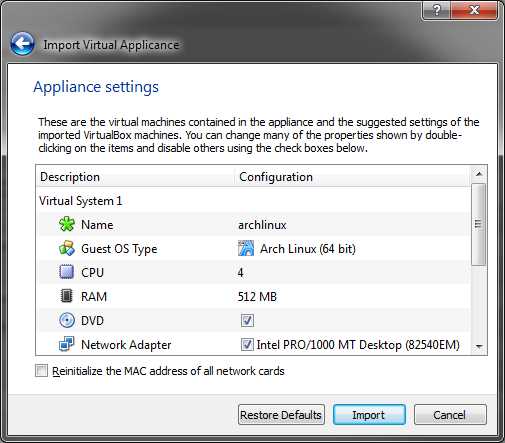 ?
Import Virtual Applicance
Appliance settings
These are the virtual machines contained in the appliance and the suggested settings of the
imported VirtualBox machines. You can change many of the properties shown by double-
clicking on the items and disable others using the check boxes below.
Description Configuration
Virtual System 1
Name archlinux
Guest OS Type Arch Linux (64 bit)
CPU 4
RAM 512 MB
DVD
Network Adapter Intel PRO/1000 MT Desktop (82540EM)
Reinitialize the MAC address of all network cards
Restore Defaults Import Cancel